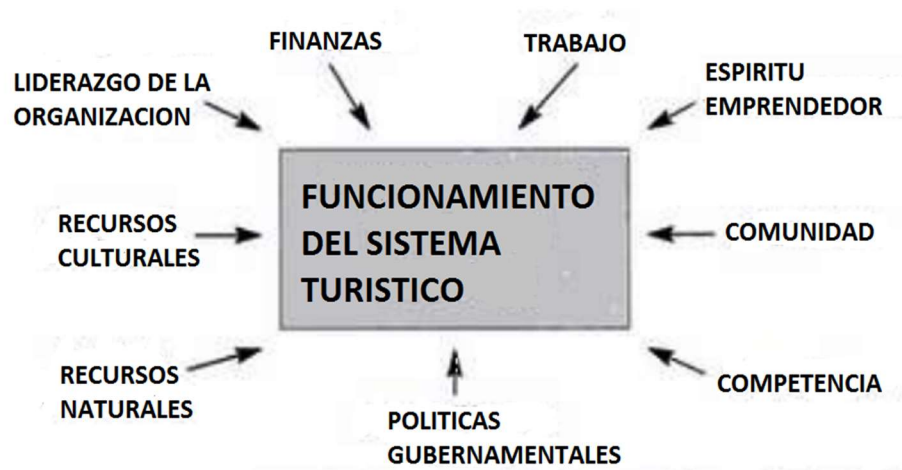 FINANZAS
TRABAJO
LIDERAZGO DE LA
ORGANIZACION
ESPIRITU
EMPRENDEDOR
FUNCIONAMIENTO
DEL SISTEMA
TURISTICO
RECURSOS
CULTURALES
COMUNIDAD
RECURSOS
NATURALES
COMPETENCIA
POLITICAS
GUBERNAMENTALES